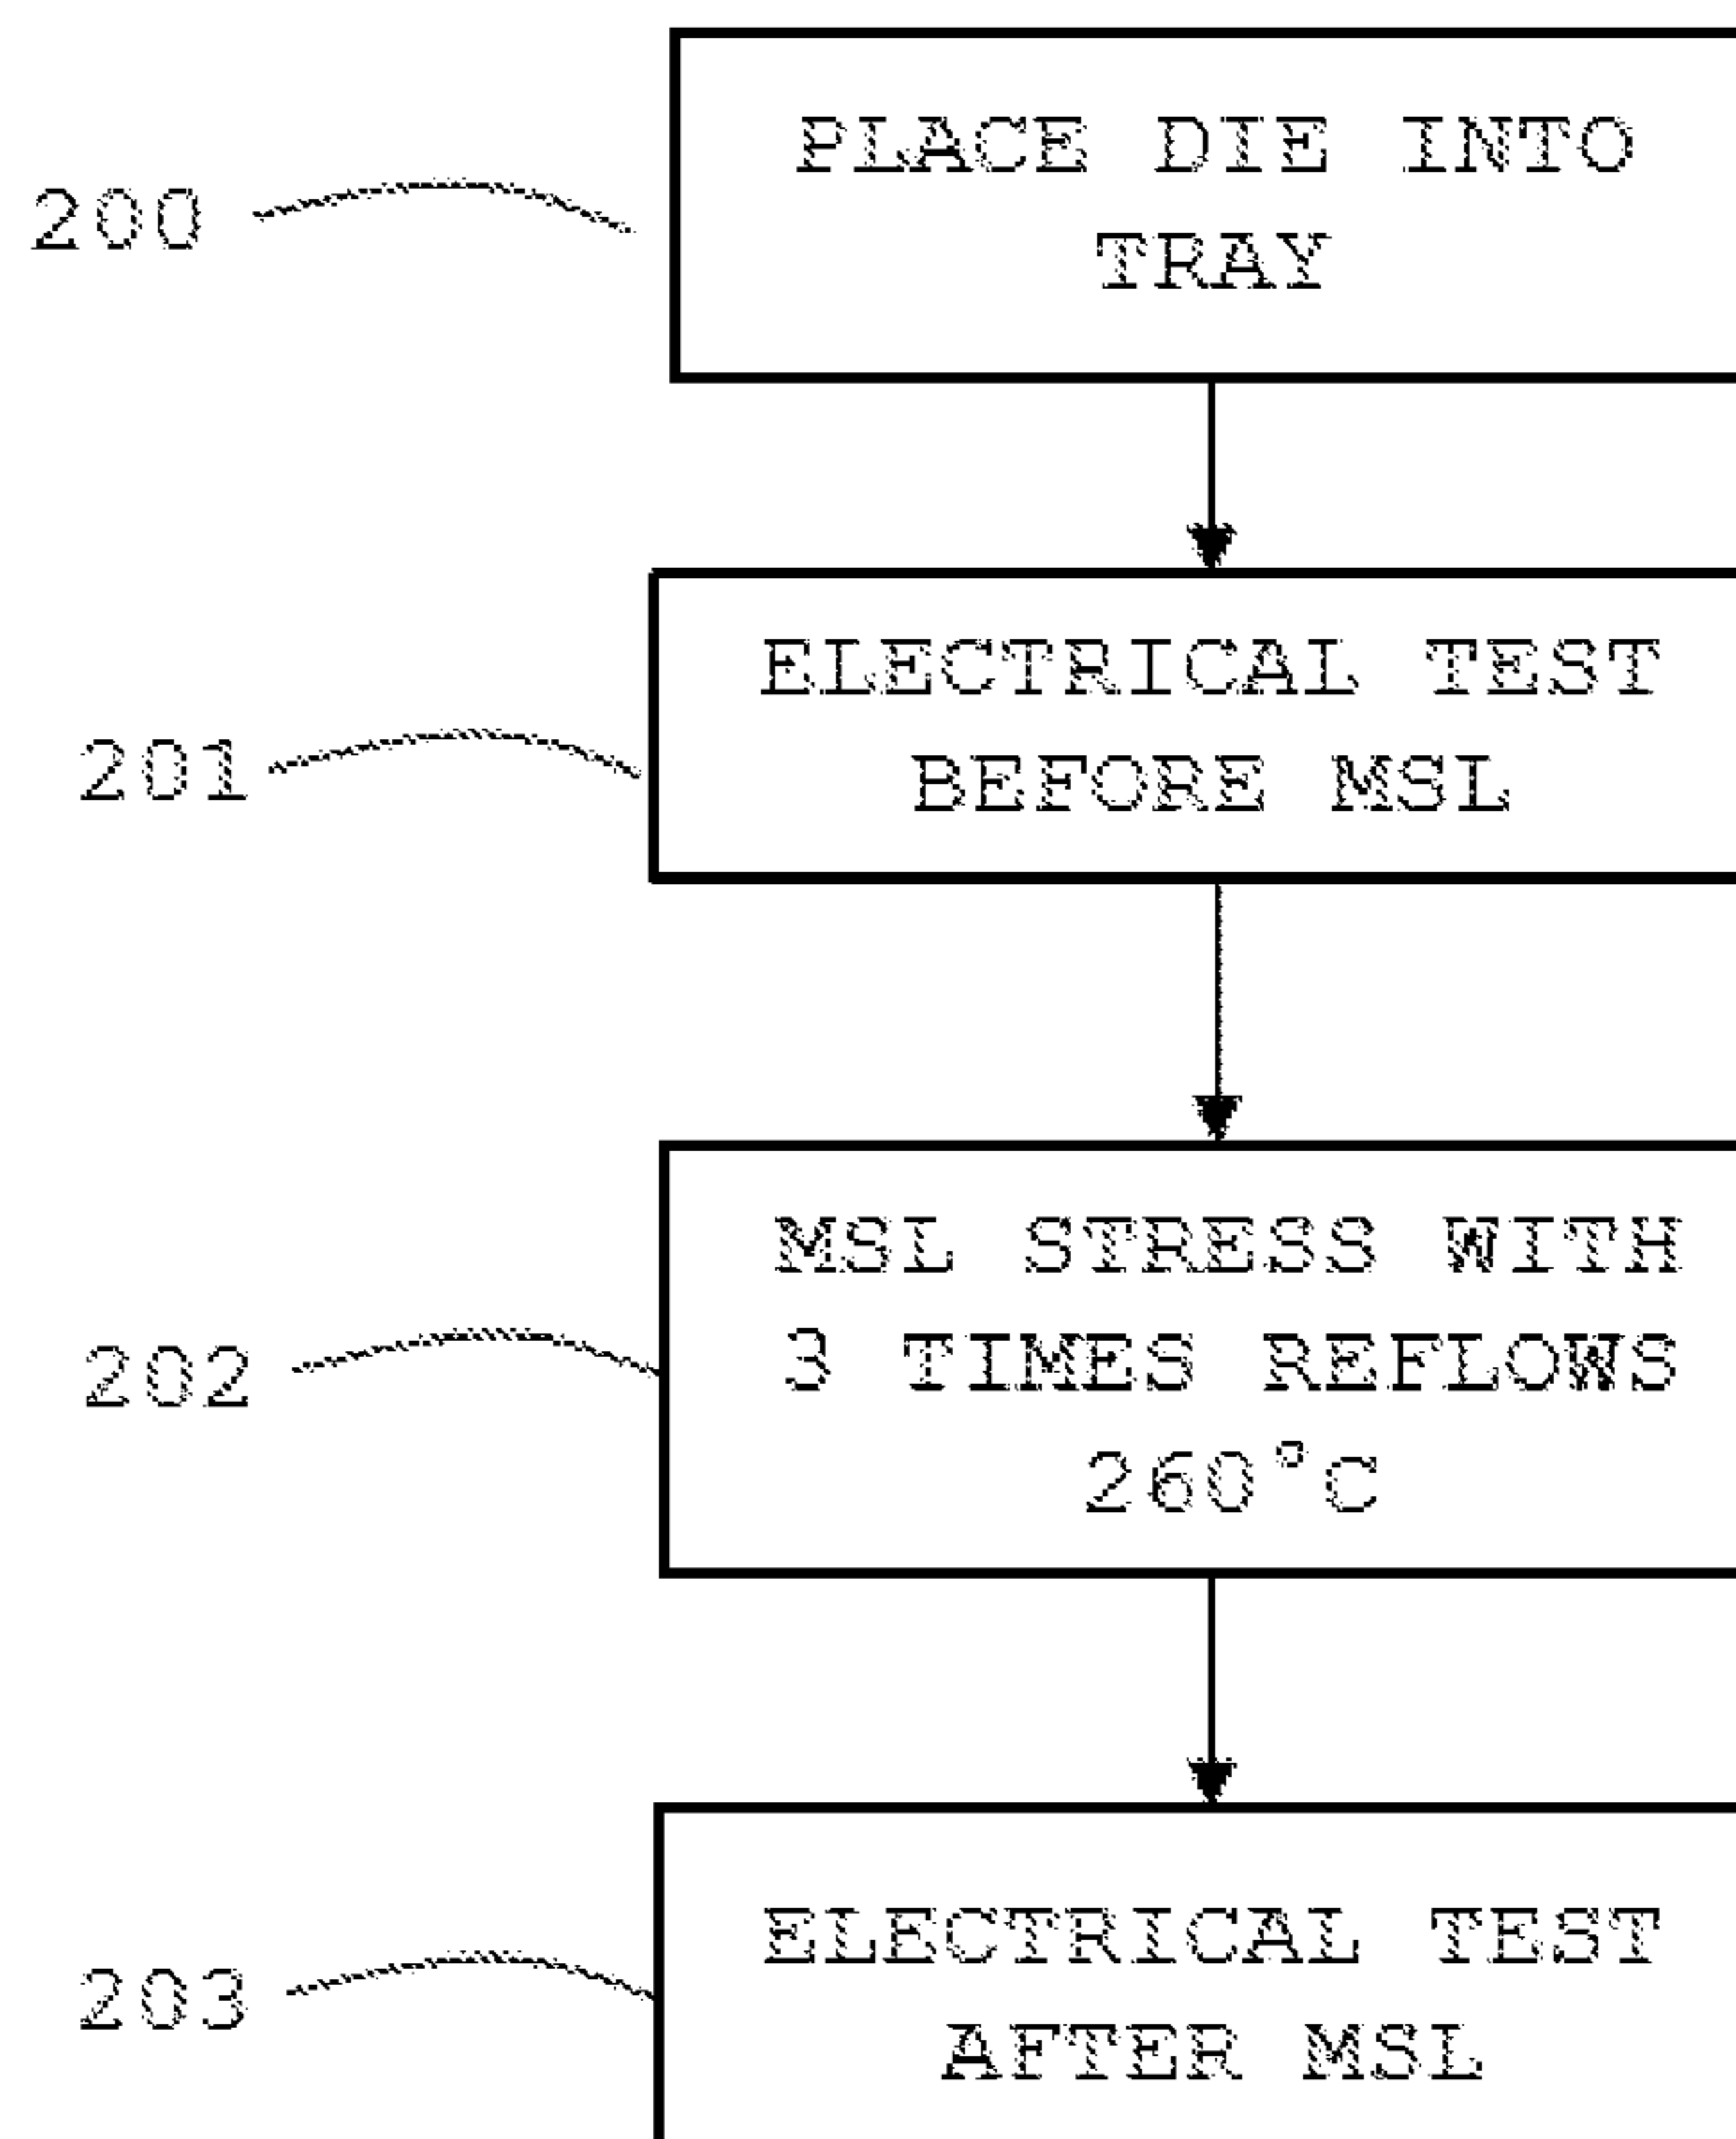 PLACE DIE INTO
TRAY
200
ELECTRICAL TEST
BEFORE MSL
201
MSL STRESS WITH
3 TIMES REFLOWS
260°C
202
ELECTRICAL TEST
AFTER MSL
203